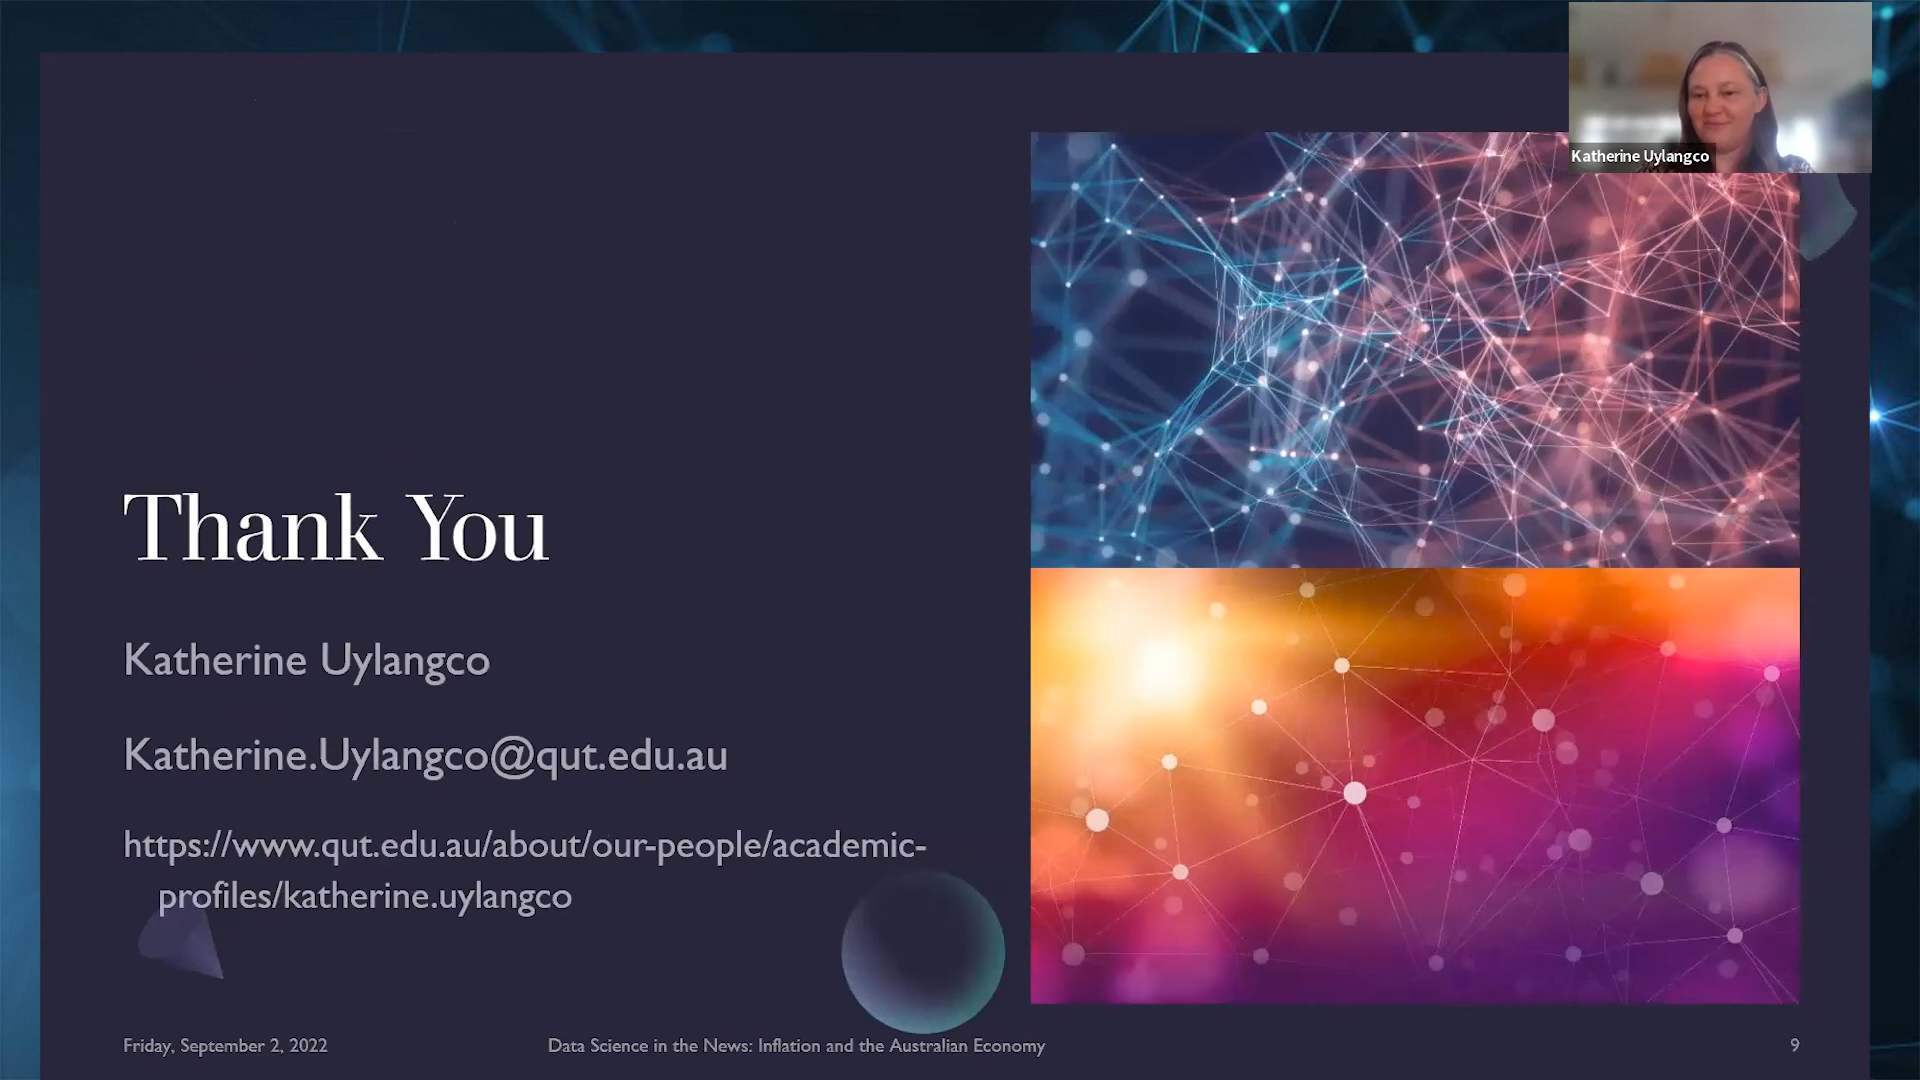 Katherine Uylangco
Thank You
Katherine Uylangco
Katherine.Uylangco@qut.edu.au
https://www.qut.edu.au/about/our-people/academic-
profiles/katherine.uylangco
Friday, September 2, 2022
Data Science in the News: Inflation and the Australian Economy
9